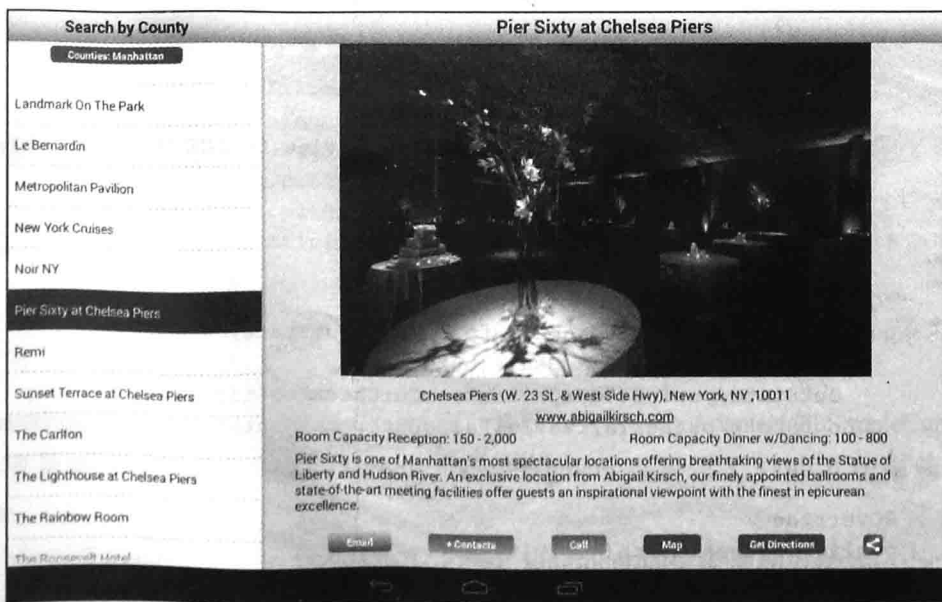 Search by County
Counties: Manhattan
Landmark On The Park
Le Bernardin
Metropolitan Pavilion
New York Cruises
Noir NY
Pier Sixty at Chelsea Piers
Remi
Sunset Terrace at Chelsea Piers
The Carlton
The Lighthouse at Chelsea Piers
The Rainbow Room
The Roosevelt Hotel
Pier Sixty at Chelsea Piers
Chelsea Piers (W. 23 St. & West Side Hwy), New York, NY ,10011
www.abigailkirsch.com
Room Capacity Reception: 150 - 2,000 Room Capacity Dinner w/Dancing: 100 - 800
Pier Sixty is one of Manhattan's most spectacular locations offering breathtaking views of the Statue of
Liberty and Hudson River. An exclusive location from Abigail Kirsch, our finely appointed ballrooms and
state-of-the-art meeting facilities offer guests an inspirational viewpoint with the finest in epicurean
excellence.
Email + Contacts Call Map Get Directions